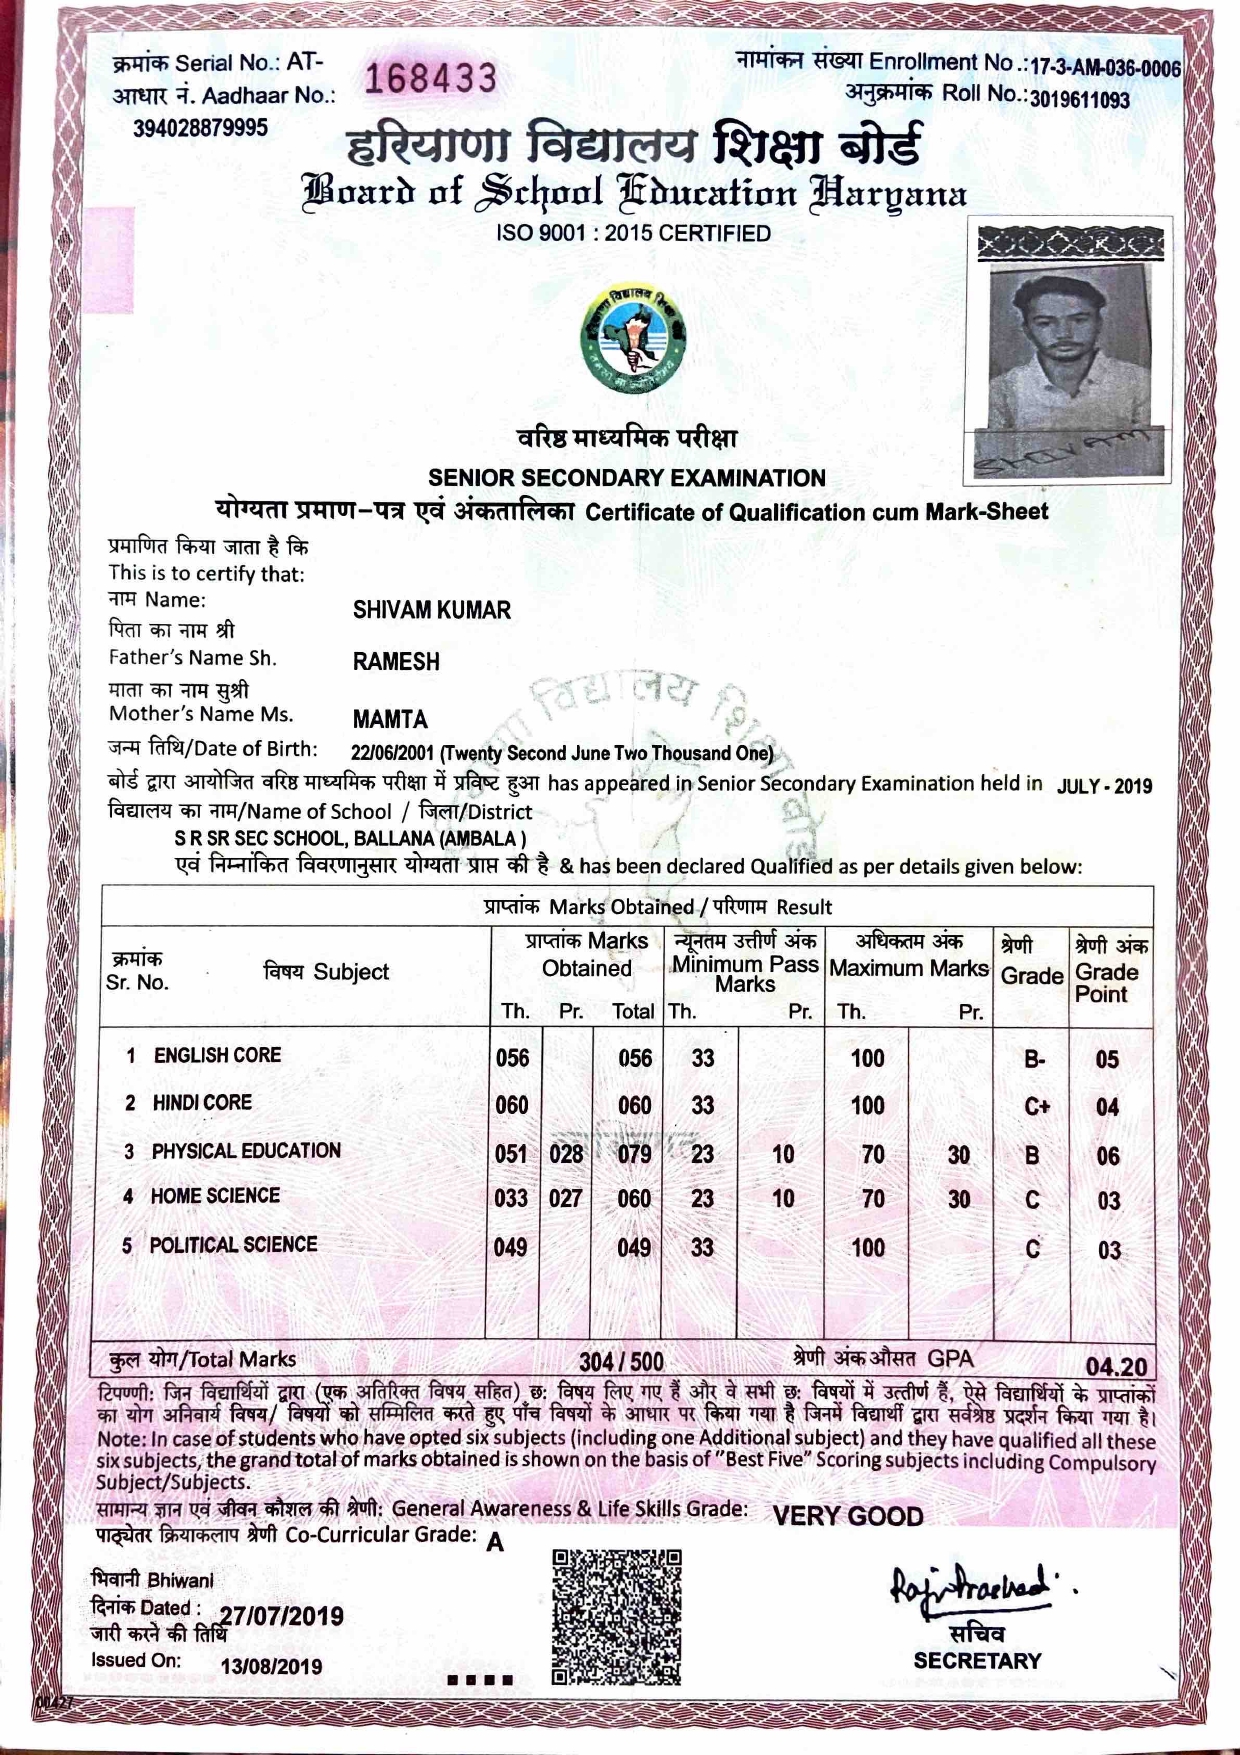 क्रमांक Serial No.: AT- 168433
नामांकन संख्या Enrollment No.:17-3-AM-036-0006
आधार नं. Aadhaar No.:
394028879995
अनुक्रमांक Roll No.:3019611093
हरियाणा विद्यालय शिक्षा बोर्ड
Board of School Education Haryana
ISO 9001 : 2015 CERTIFIED
SHIVAM
वरिष्ठ माध्यमिक परीक्षा
SENIOR SECONDARY EXAMINATION
योग्यता प्रमाण-पत्र एवं अंकतालिका Certificate of Qualification cum Mark-Sheet
प्रमाणित किया जाता है कि
This is to certify that:
नाम Name: SHIVAM KUMAR
पिता का नाम श्री
Father's Name Sh. RAMESH
माता का नाम सुश्री
Mother's Name Ms. MAMTA
जन्म तिथि/Date of Birth: 22/06/2001 (Twenty Second June Two Thousand One)
बोर्ड द्वारा आयोजित वरिष्ठ माध्यमिक परीक्षा में प्रविष्ट हुआ has appeared in Senior Secondary Examination held in JULY - 2019
विद्यालय का नाम/Name of School / जिला/District
S R SR SEC SCHOOL, BALLANA (AMBALA )
एवं निम्नांकित विवरणानुसार योग्यता प्राप्त की है & has been declared Qualified as per details given below:
प्राप्तांक Marks Obtained / परिणाम Result
क्रमांक Sr. No. विषय Subject प्राप्तांक Marks Obtained न्यूनतम उत्तीर्ण अंक Minimum Pass Marks अधिकतम अंक Maximum Marks श्रेणी Grade श्रेणी अंक Grade Point
Th. Pr. Total Th. Pr. Th. Pr.
1 ENGLISH CORE 056 056 33 100 B- 05
2 HINDI CORE 060 060 33 100 C+ 04
3 PHYSICAL EDUCATION 051 028 079 23 10 70 30 B 06
4 HOME SCIENCE 033 027 060 23 10 70 30 C 03
5 POLITICAL SCIENCE 049 049 33 100 C 03
कुल योग/Total Marks 304 / 500 श्रेणी अंक औसत GPA 04.20
टिपण्णी: जिन विद्यार्थियों द्वारा (एक अतिरिक्त विषय सहित) छ: विषय लिए गए हैं और वे सभी छ: विषयों में उत्तीर्ण हैं, ऐसे विद्यार्थियों के प्राप्तांकों
का योग अनिवार्य विषय/ विषयों को सम्मिलित करते हुए पाँच विषयों के आधार पर किया गया है जिनमें विद्यार्थी द्वारा सर्वश्रेष्ठ प्रदर्शन किया गया है।
Note: In case of students who have opted six subjects (including one Additional subject) and they have qualified all these
six subjects, the grand total of marks obtained is shown on the basis of "Best Five" Scoring subjects including Compulsory
Subject/Subjects.
सामान्य ज्ञान एवं जीवन कौशल की श्रेणी: General Awareness & Life Skills Grade: VERY GOOD
पाठ्येतर क्रियाकलाप श्रेणी Co-Curricular Grade: A
भिवानी Bhiwani
दिनांक Dated : 27/07/2019
जारी करने की तिथि
Issued On: 13/08/2019
सचिव
SECRETARY
00427